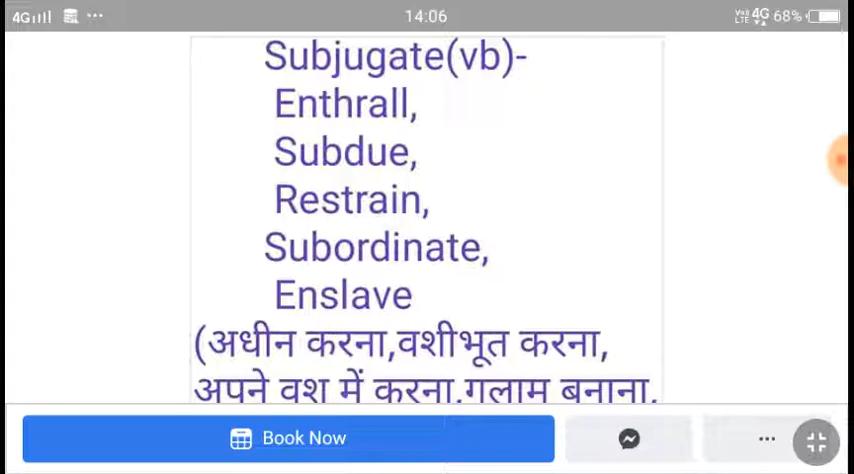 4G 14:06 VoLTE 4G 68%
Subjugate(vb)-
Enthrall,
Subdue,
Restrain,
Subordinate,
Enslave
(अधीन करना,वशीभूत करना,
अपने वश में करना,गुलाम बनाना,
Book Now